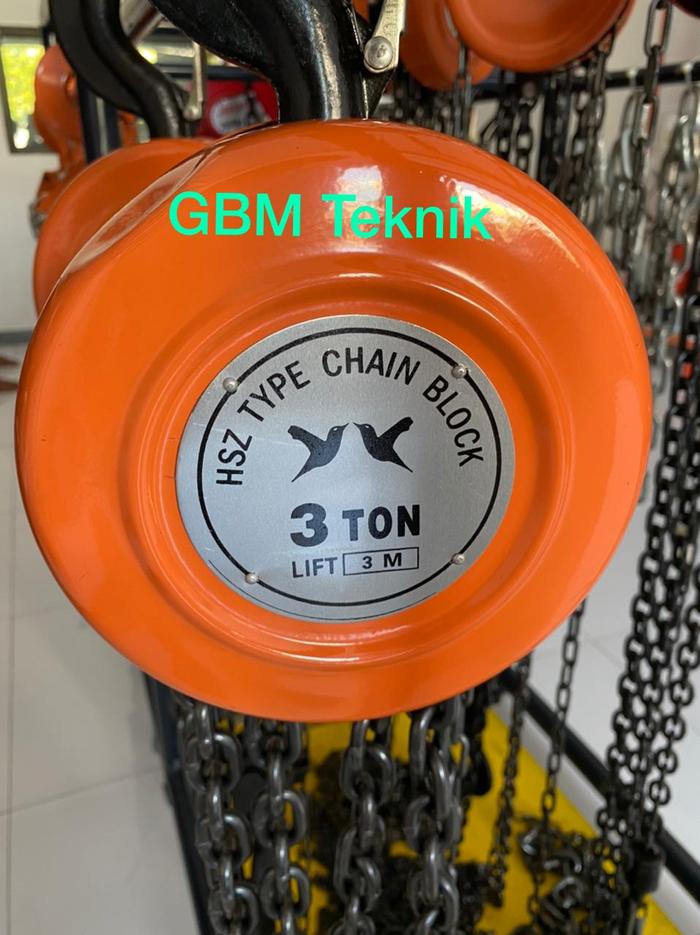 GBM Teknik
HSZ TYPE CHAIN BLOCK
3 TON
LIFT 3 M